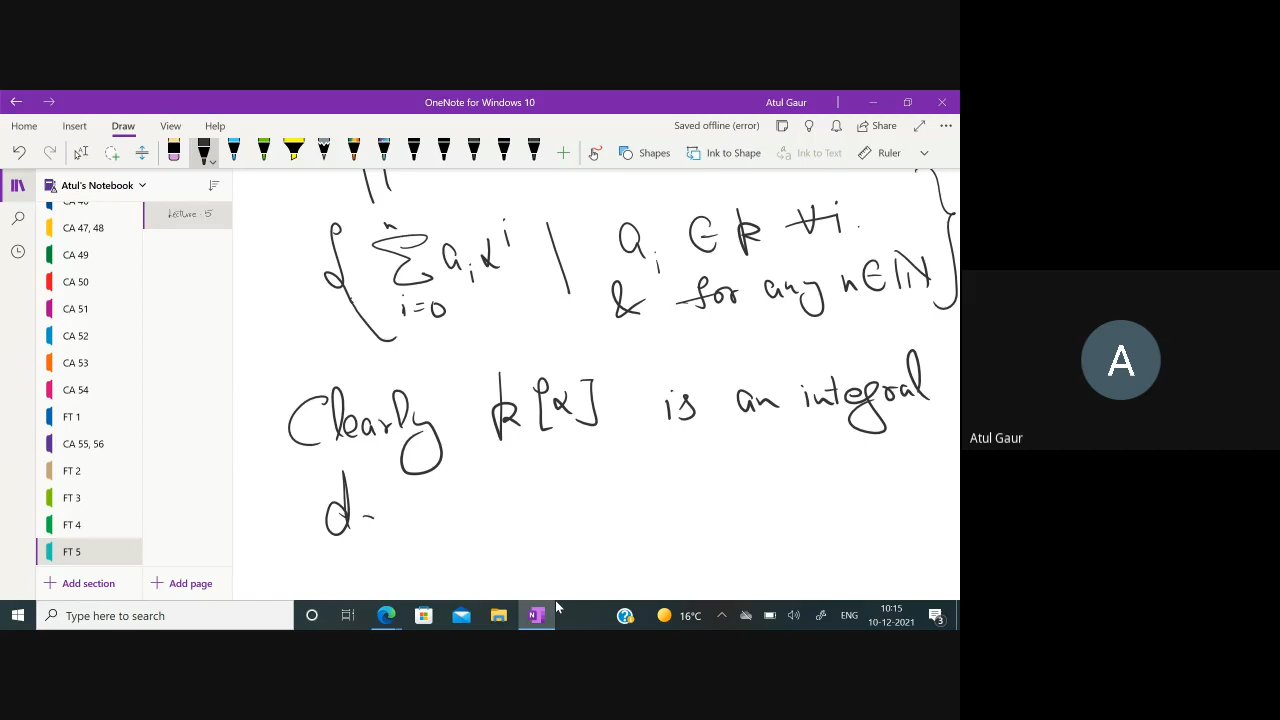 OneNote for Windows 10
Atul Gaur
Home Insert Draw View Help
Saved offline (error)
Share
Shapes
Ink to Shape
Ink to Text
Ruler
Atul's Notebook
Lecture - 5
CA 47, 48
CA 49
CA 50
CA 51
CA 52
CA 53
CA 54
FT 1
CA 55, 56
FT 2
FT 3
FT 4
FT 5
Add section
Add page
{ ∑_{i=0}^{n} a_i α^i | a_i ∈ k ∀ i.
& for any n ∈ ℕ }
Clearly k[α] is an integral
d
A
Atul Gaur
Type here to search
16°C
ENG
10:15
10-12-2021
3